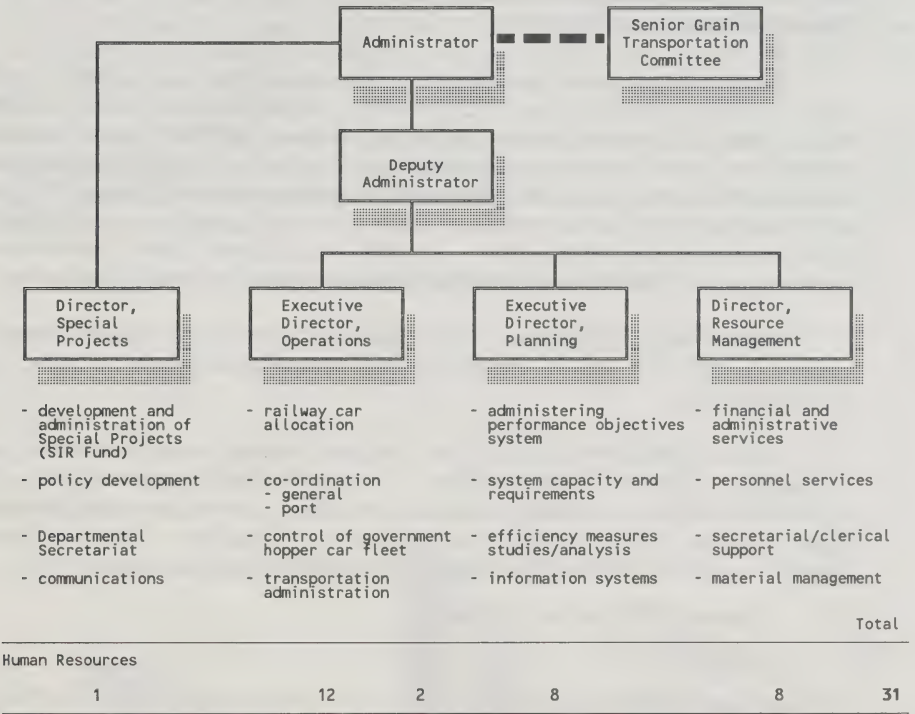 Administrator
Senior Grain
Transportation
Committee
Deputy
Administrator
Director,
Special
Projects
Executive
Director,
Operations
Executive
Director,
Planning
Director,
Resource
Management
- development and
administration of
Special Projects
(SIR Fund)
- policy development
- Departmental
Secretariat
- communications
- railway car
allocation
- co-ordination
- general
- port
- control of government
hopper car fleet
- transportation
administration
- administering
performance objectives
system
- system capacity and
requirements
- efficiency measures
studies/analysis
- information systems
- financial and
administrative
services
- personnel services
- secretarial/clerical
support
- material management
Total
Human Resources
1 12 2 8 8 31